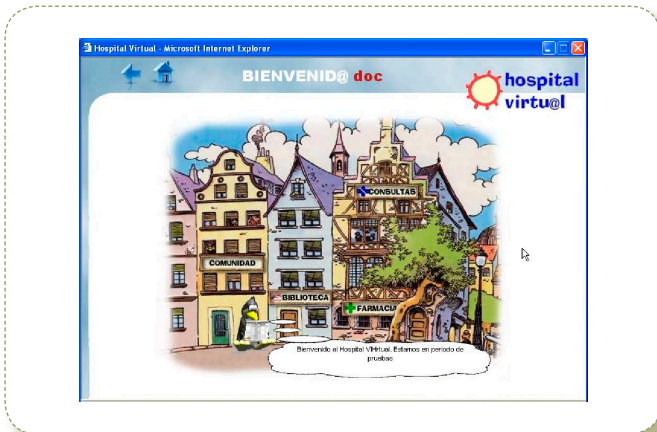 Hospital Virtual - Microsoft Internet Explorer
BIENVENID@ doc
hospital
virtu@l
CONSULTAS
COMUNIDAD
BIBLIOTECA
FARMACIA
Bienvenido al Hospital VIHrtual. Estamos en periodo de
pruebas